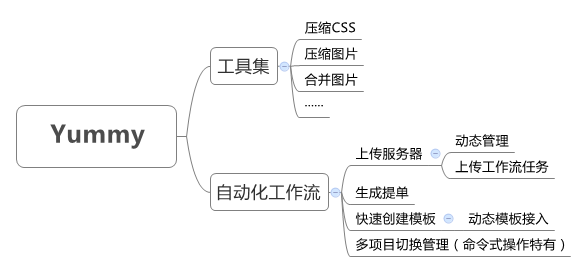 Yummy
工具集
压缩CSS
压缩图片
合并图片
......
自动化工作流
上传服务器
动态管理
上传工作流任务
生成提单
快速创建模板
动态模板接入
多项目切换管理（命令式操作特有）